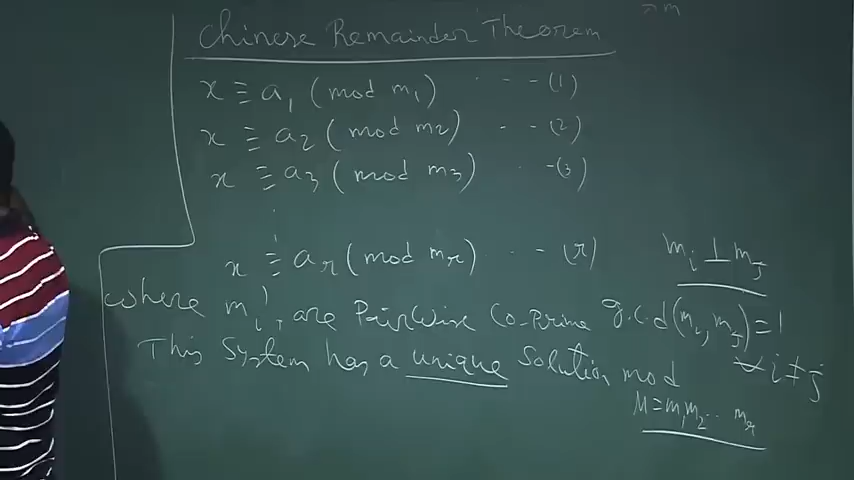 Chinese Remainder Theorem
x ≡ a₁ (mod m₁) - - - (1)
x ≡ a₂ (mod m₂) - - (2)
x ≡ a₃ (mod m₃) - (3)
x ≡ aᵣ (mod mᵣ) - - - (r)
mᵢ ⊥ mⱼ
where mᵢ's are Pairwise Co-Prime g.c.d(mᵢ, mⱼ) = 1
∀ i ≠ j
This System has a unique Solution mod
M = m₁m₂... mᵣ